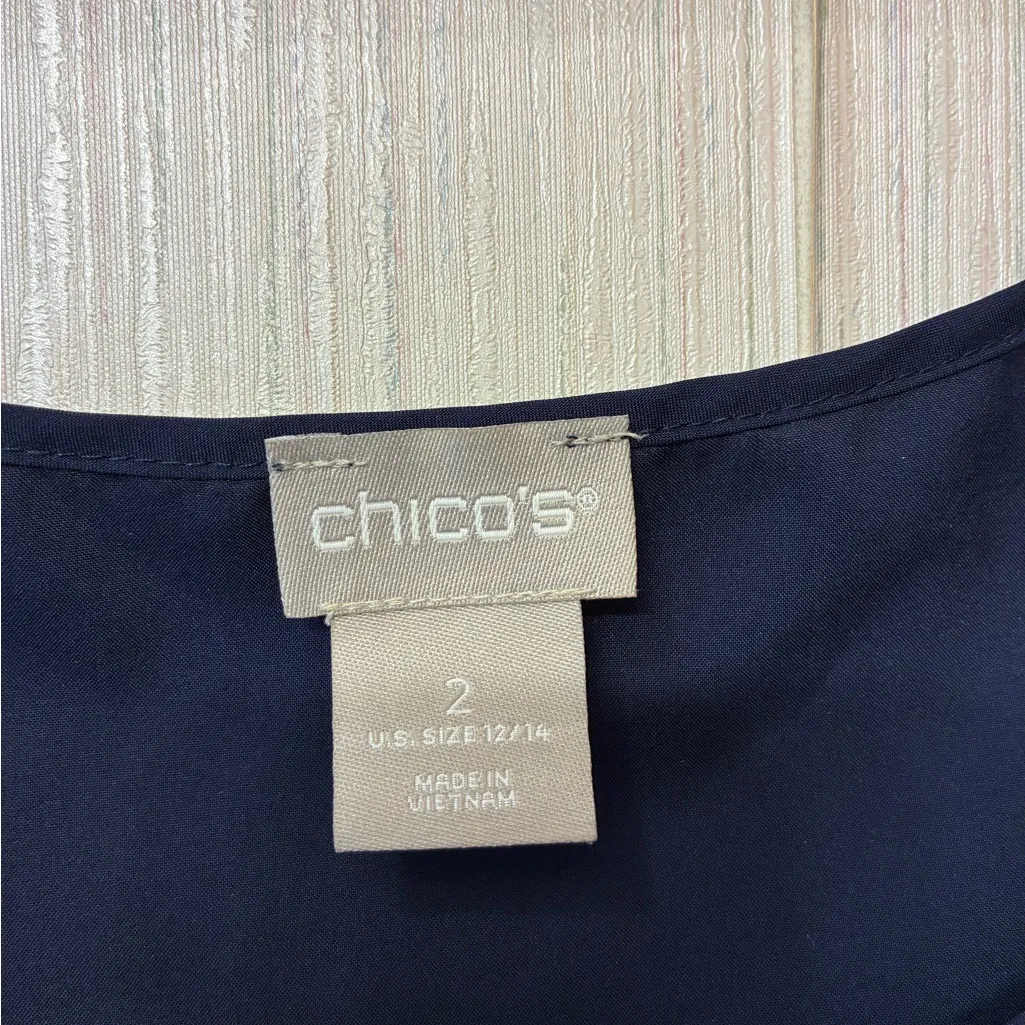 chico's®
2
U.S. SIZE 12/14
MADE IN
VIETNAM